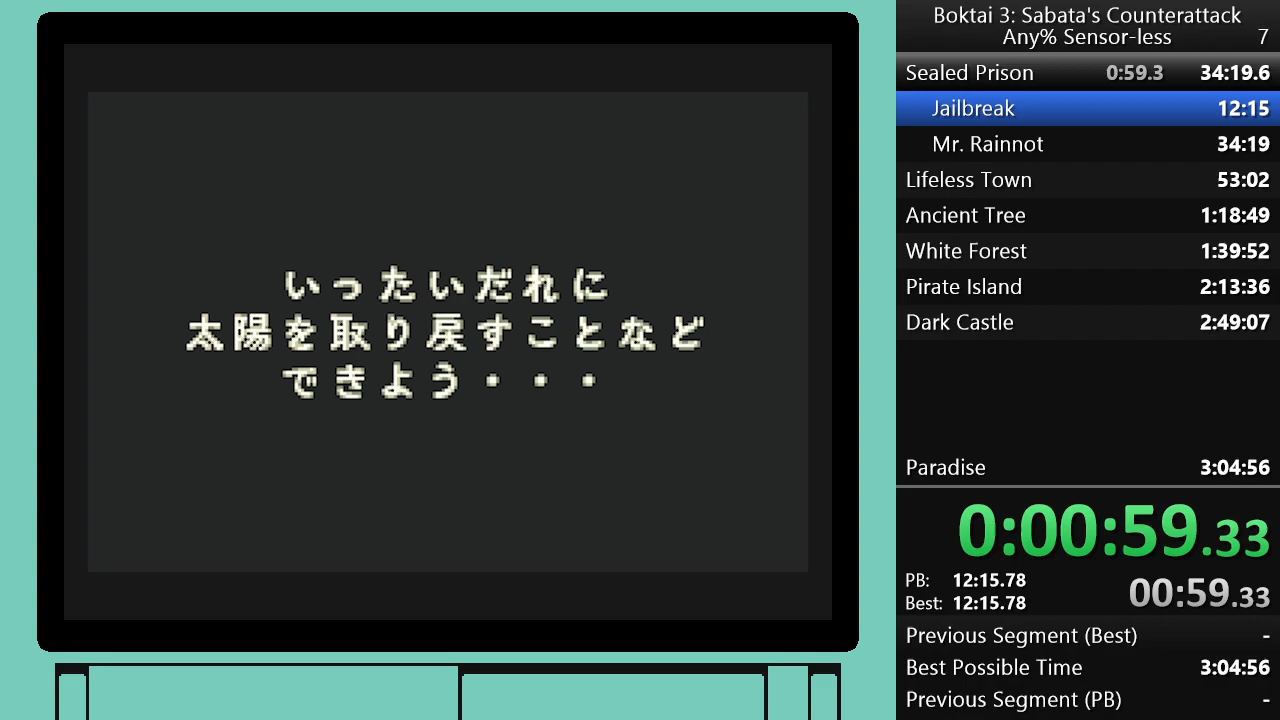 いったいだれに
太陽を取り戻すことなど
できよう・・・
Boktai 3: Sabata's Counterattack
Any% Sensor-less 7
Sealed Prison 0:59.3 34:19.6
Jailbreak 12:15
Mr. Rainnot 34:19
Lifeless Town 53:02
Ancient Tree 1:18:49
White Forest 1:39:52
Pirate Island 2:13:36
Dark Castle 2:49:07
Paradise 3:04:56
0:00:59.33
PB: 12:15.78
Best: 12:15.78
00:59.33
Previous Segment (Best) -
Best Possible Time 3:04:56
Previous Segment (PB) -